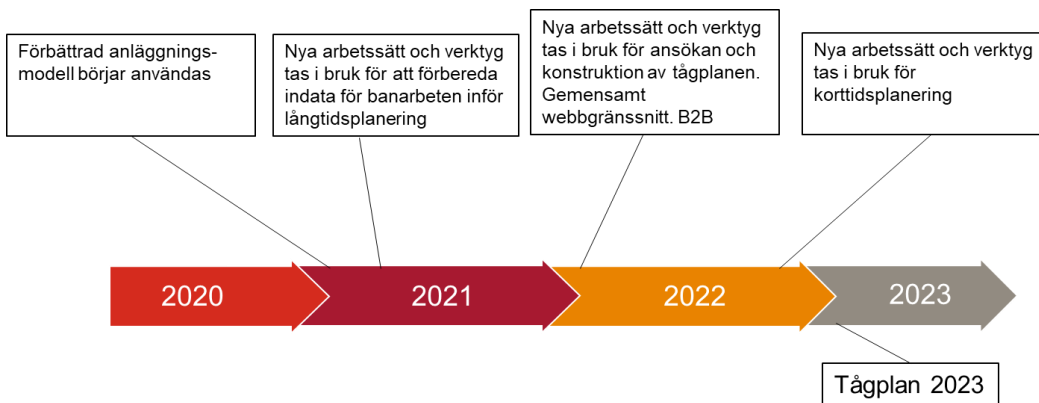 Förbättrad anläggnings-
modell börjar användas
Nya arbetssätt och verktyg
tas i bruk för att förbereda
indata för banarbeten inför
långtidsplanering
Nya arbetssätt och verktyg
tas i bruk för ansökan och
konstruktion av tågplanen.
Gemensamt
webbgränssnitt. B2B
Nya arbetssätt och verktyg
tas i bruk för
korttidsplanering
2020
2021
2022
2023
Tågplan 2023